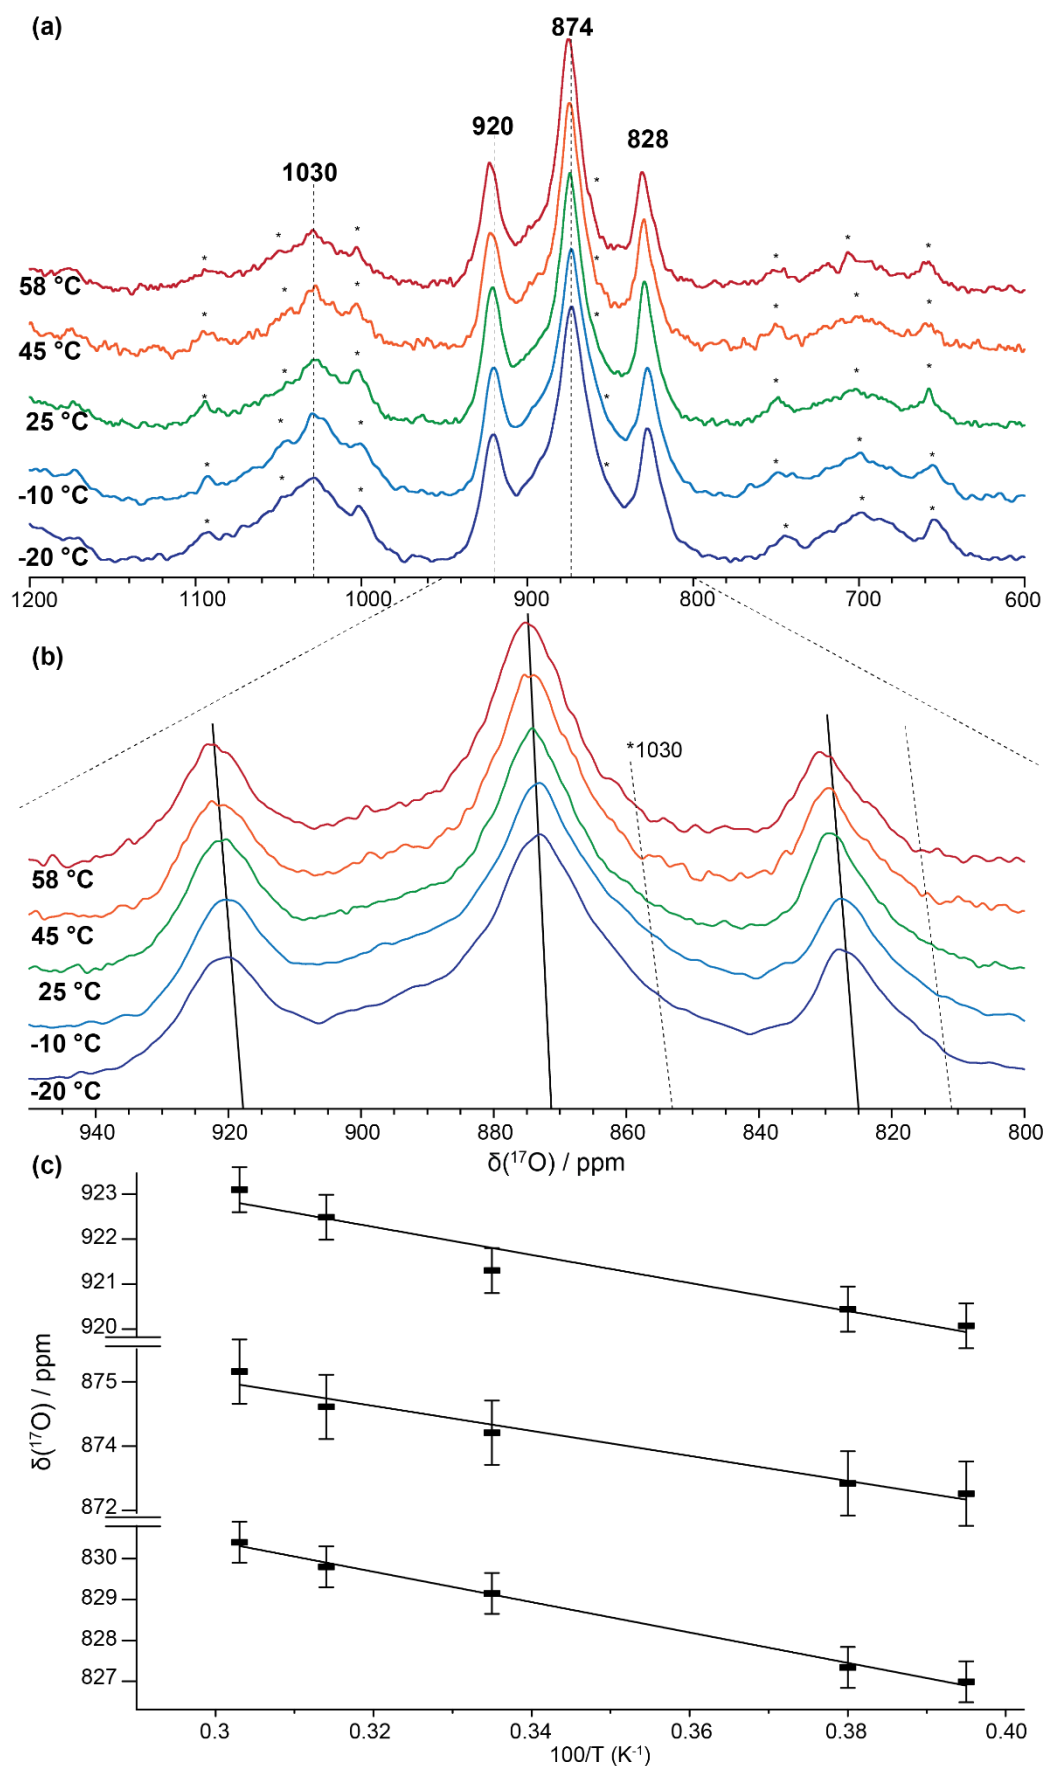 (a)
874
920
828
1030
* * * * * * *
58 °C
* * * * * * *
45 °C
* * * * * * *
25 °C
* * * * * * *
-10 °C
* * * * * * *
-20 °C
1200 1100 1000 900 800 700 600
(b)
*1030
58 °C
45 °C
25 °C
-10 °C
-20 °C
940 920 900 880 860 840 820 800
δ(¹⁷O) / ppm
(c)
923
922
921
920
875
874
872
830
829
828
827
δ(¹⁷O) / ppm
0.3 0.32 0.34 0.36 0.38 0.40
100/T (K⁻¹)